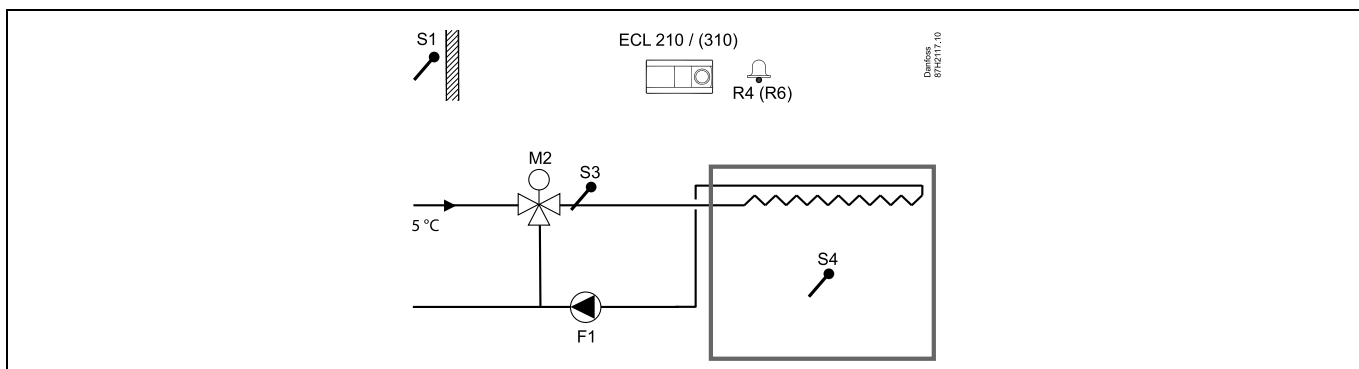 S1
ECL 210 / (310)
R4 (R6)
Danfoss
87H2117.10
M2
S3
5 °C
S4
F1